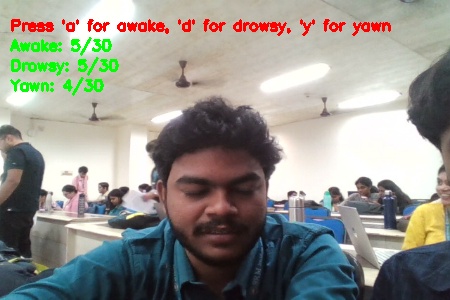 Press 'a' for awake, 'd' for drowsy, 'y' for yawn
Awake: 5/30
Drowsy: 5/30
Yawn: 4/30